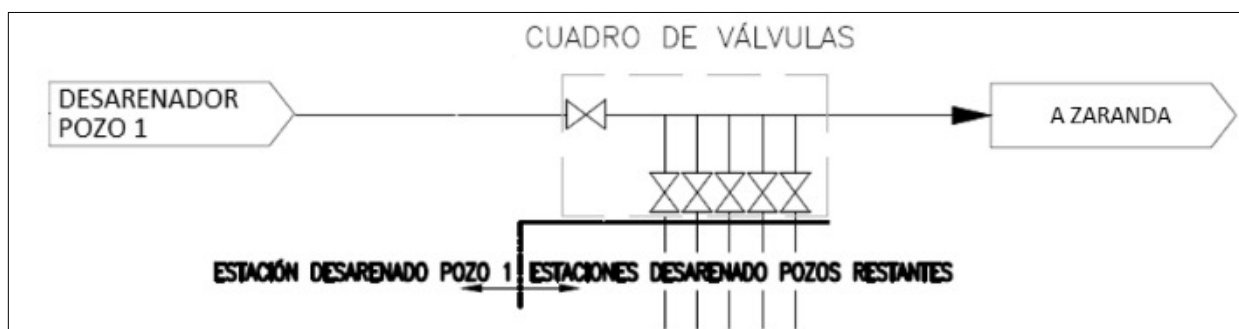 CUADRO DE VÁLVULAS
DESARENADOR
POZO 1
A ZARANDA
ESTACIÓN DESARENADO POZO 1
ESTACIONES DESARENADO POZOS RESTANTES